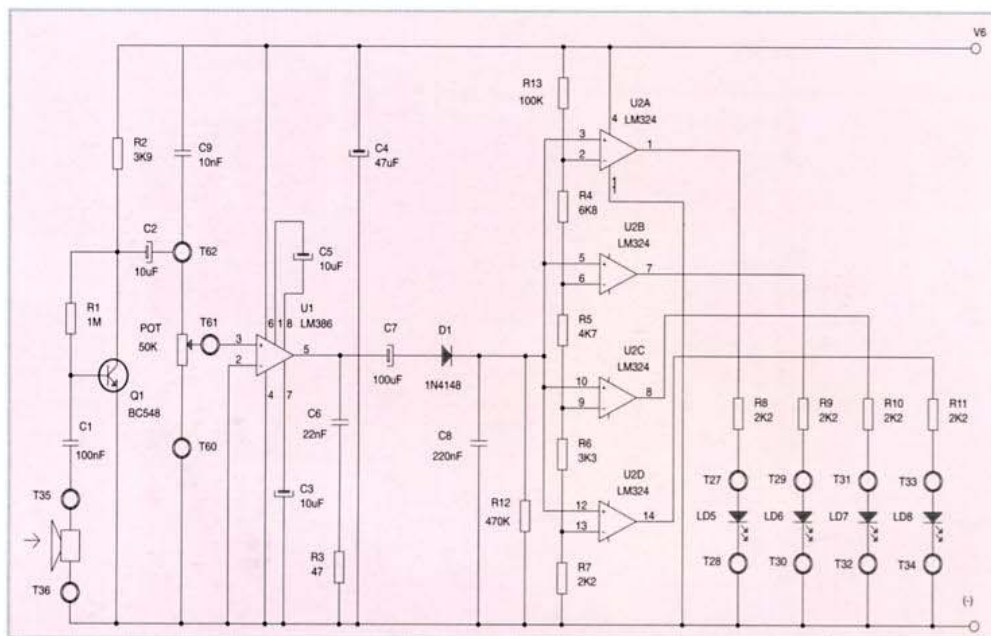 V6
R13
100K
U2A
LM324
4
3
2
1
11
R2
3K9
C9
10nF
C4
47uF
R4
6K8
U2B
LM324
5
6
7
C2
10uF
T62
C5
10uF
R1
1M
POT
50K
T61
6
1
8
U1
LM386
3
2
5
4
7
C7
100uF
D1
1N4148
R5
4K7
U2C
LM324
10
9
8
Q1
BC548
C1
100nF
T60
C6
22nF
C8
220nF
R6
3K3
R8
2K2
R9
2K2
R10
2K2
R11
2K2
T35
C3
10uF
R12
470K
U2D
LM324
12
13
14
T27
T29
T31
T33
LD5
LD6
LD7
LD8
R3
47
R7
2K2
T28
T30
T32
T34
T36
(-)